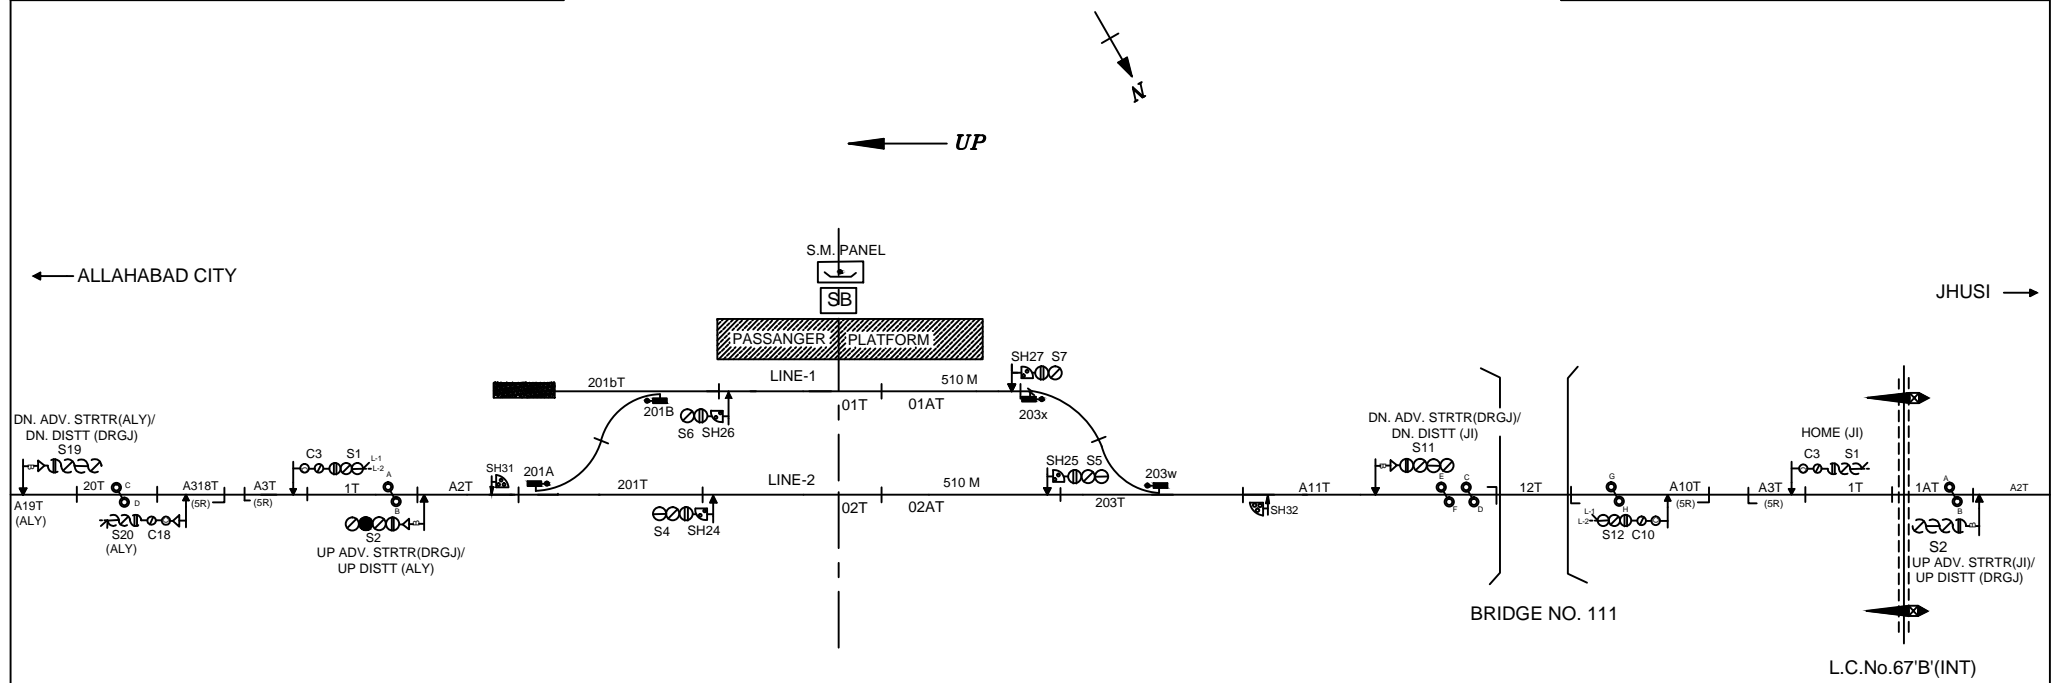 N
UP
S.M. PANEL
ALLAHABAD CITY
SB
JHUSI
PASSANGER PLATFORM
SH27 S7
201bT
LINE-1
510 M
201B
01T
01AT
203x
S6 SH26
DN. ADV. STRTR(ALY)/
DN. DISTT (DRGJ)
S19
DN. ADV. STRTR(DRGJ)/
DN. DISTT (JI)
S11
HOME (JI)
C3 S1
L-1
L-2
C3 S1
SH31
201A
SH25 S5
203w
A19T
(ALY)
20T
C
D
A318T
(5R)
A3T
(5R)
1T
A
B
A2T
201T
LINE-2
02T
510 M
02AT
203T
A11T
E
F
C
D
12T
G
H
A10T
(5R)
A3T
(5R)
1T
1AT
A
B
A2T
S20
(ALY)
C18
S2
UP ADV. STRTR(DRGJ)/
UP DISTT (ALY)
S4 SH24
SH32
L-1
L-2
S12 C10
S2
UP ADV. STRTR(JI)/
UP DISTT (DRGJ)
BRIDGE NO. 111
L.C.No.67'B'(INT)